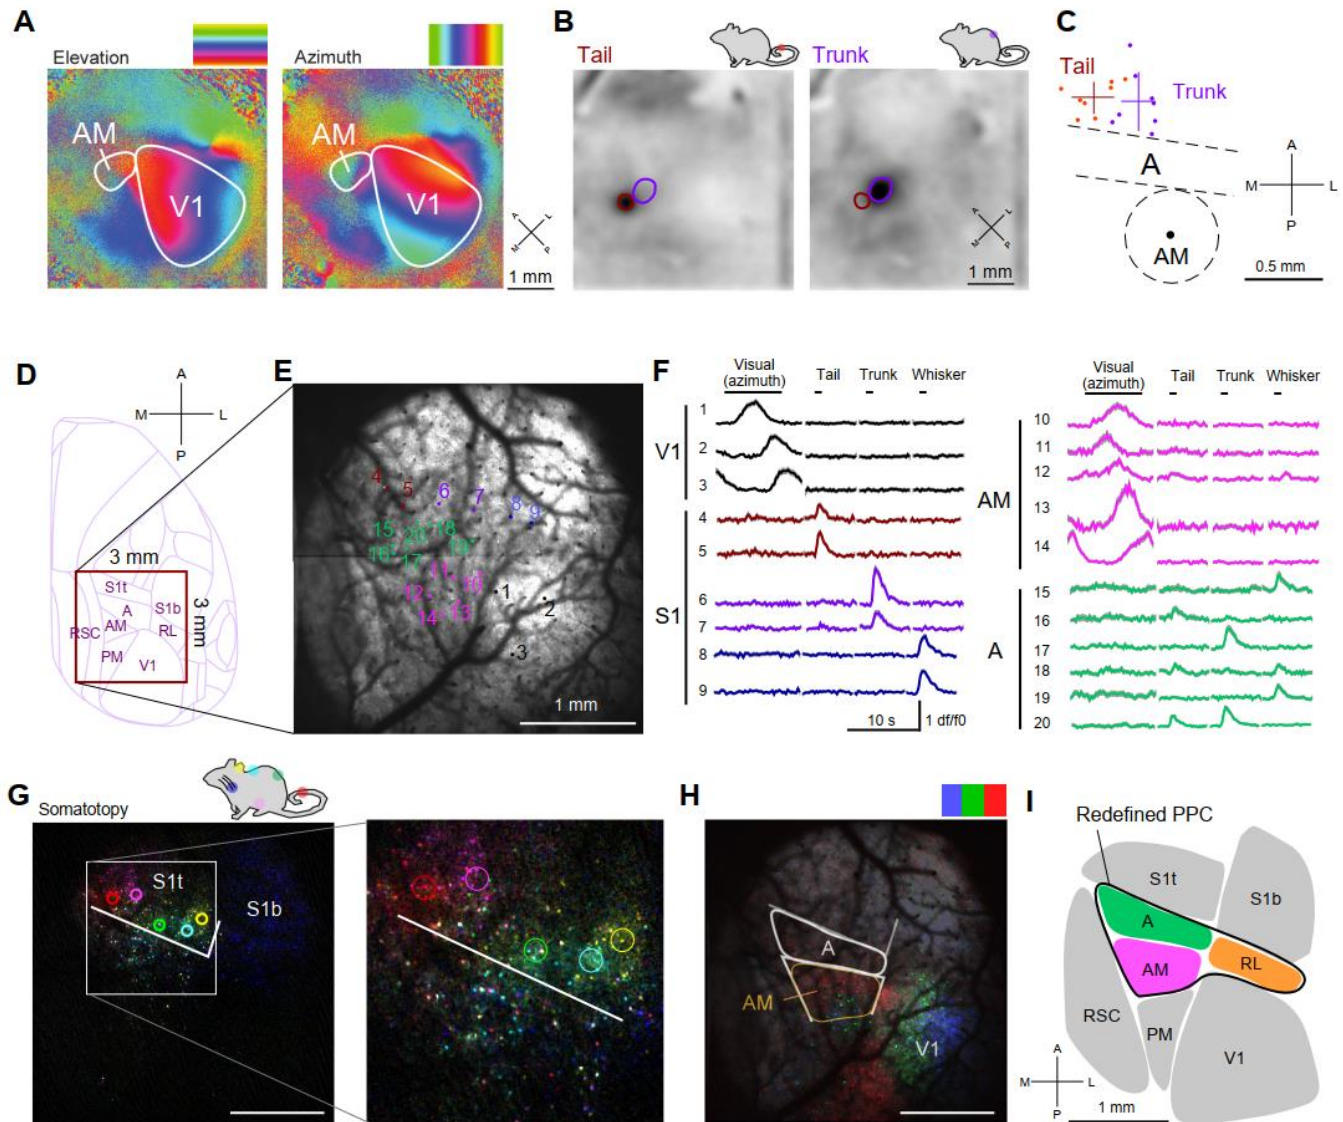 A
Elevation
Azimuth
AM
V1
AM
V1
A
L
M
P
1 mm
B
Tail
Trunk
A
L
M
P
1 mm
C
Tail
Trunk
A
AM
A
M
L
P
0.5 mm
D
A
M
L
P
3 mm
3 mm
S1t
A
S1b
AM
RSC
RL
PM
V1
E
4
5
6
7
8
9
15
20
18
19
16
17
11
10
12
14
13
1
2
3
1 mm
F
Visual
(azimuth)
Tail
Trunk
Whisker
V1
1
2
3
S1
4
5
6
7
8
9
10 s
1 df/f0
Visual
(azimuth)
Tail
Trunk
Whisker
AM
10
11
12
13
14
A
15
16
17
18
19
20
G
Somatotopy
S1t
S1b
H
A
AM
V1
I
Redefined PPC
S1t
S1b
A
AM
RL
RSC
PM
V1
A
M
L
P
1 mm